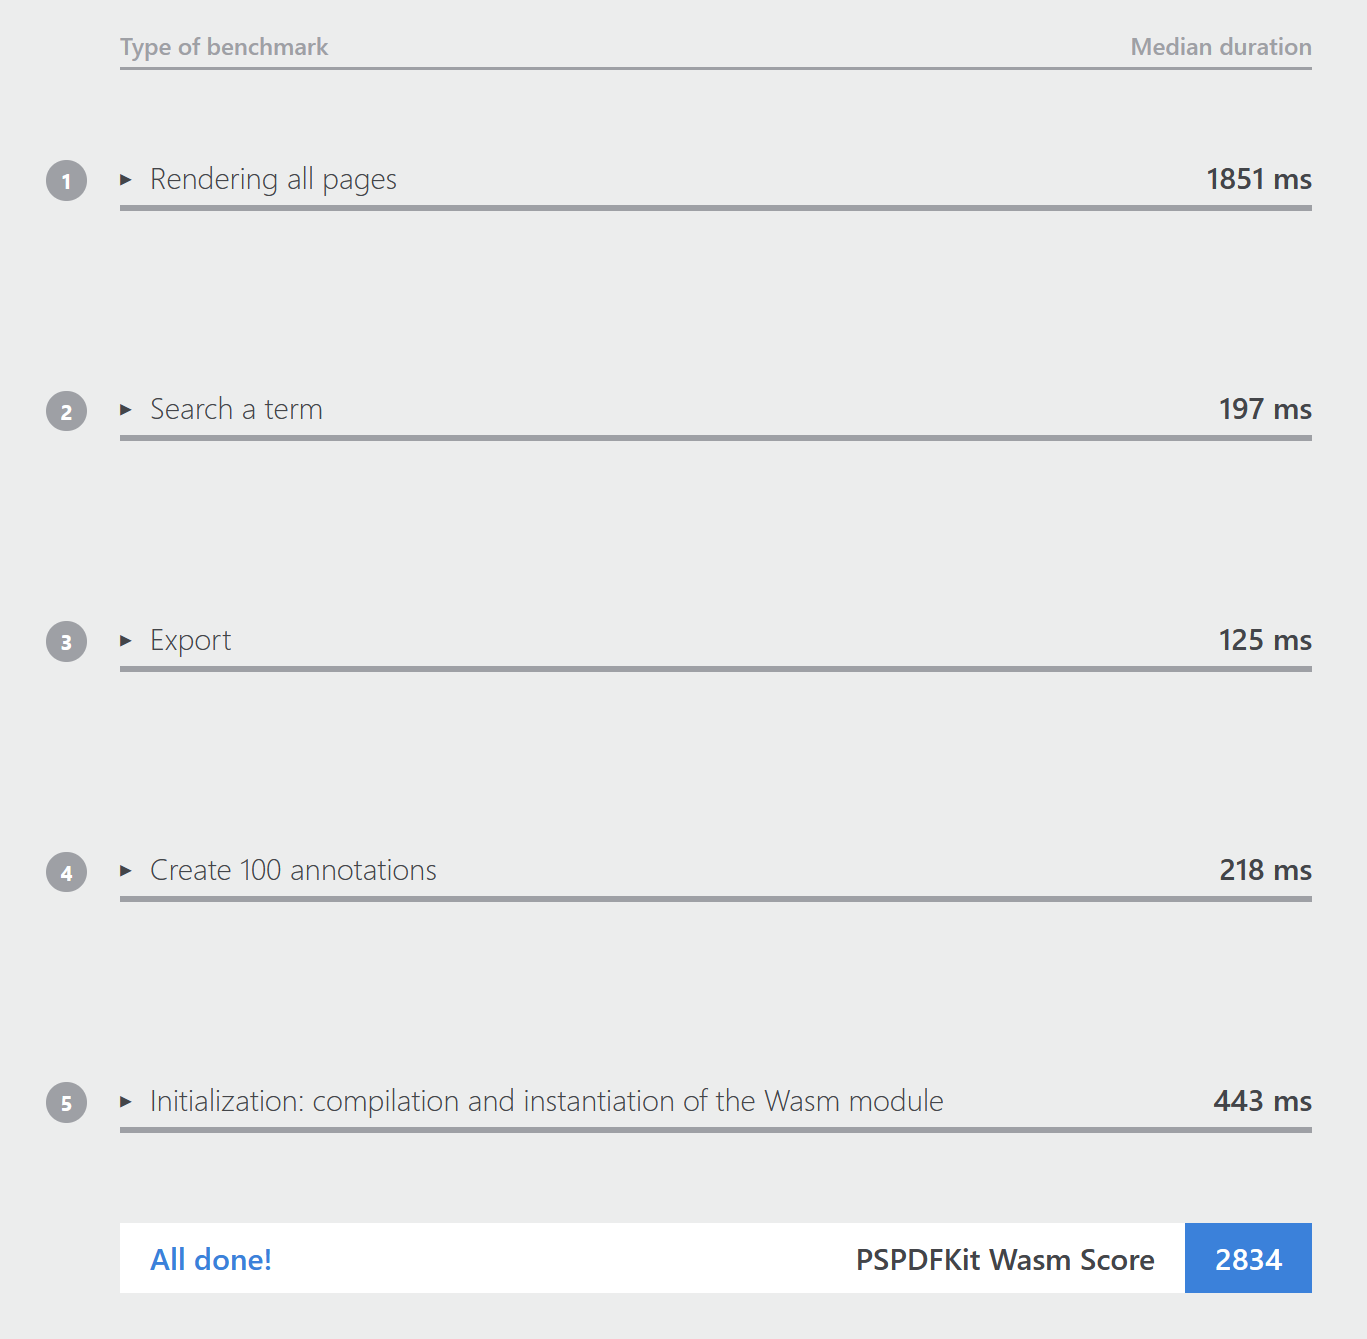 Type of benchmark Median duration
1 ▸ Rendering all pages 1851 ms
2 ▸ Search a term 197 ms
3 ▸ Export 125 ms
4 ▸ Create 100 annotations 218 ms
5 ▸ Initialization: compilation and instantiation of the Wasm module 443 ms
All done! PSPDFKit Wasm Score 2834